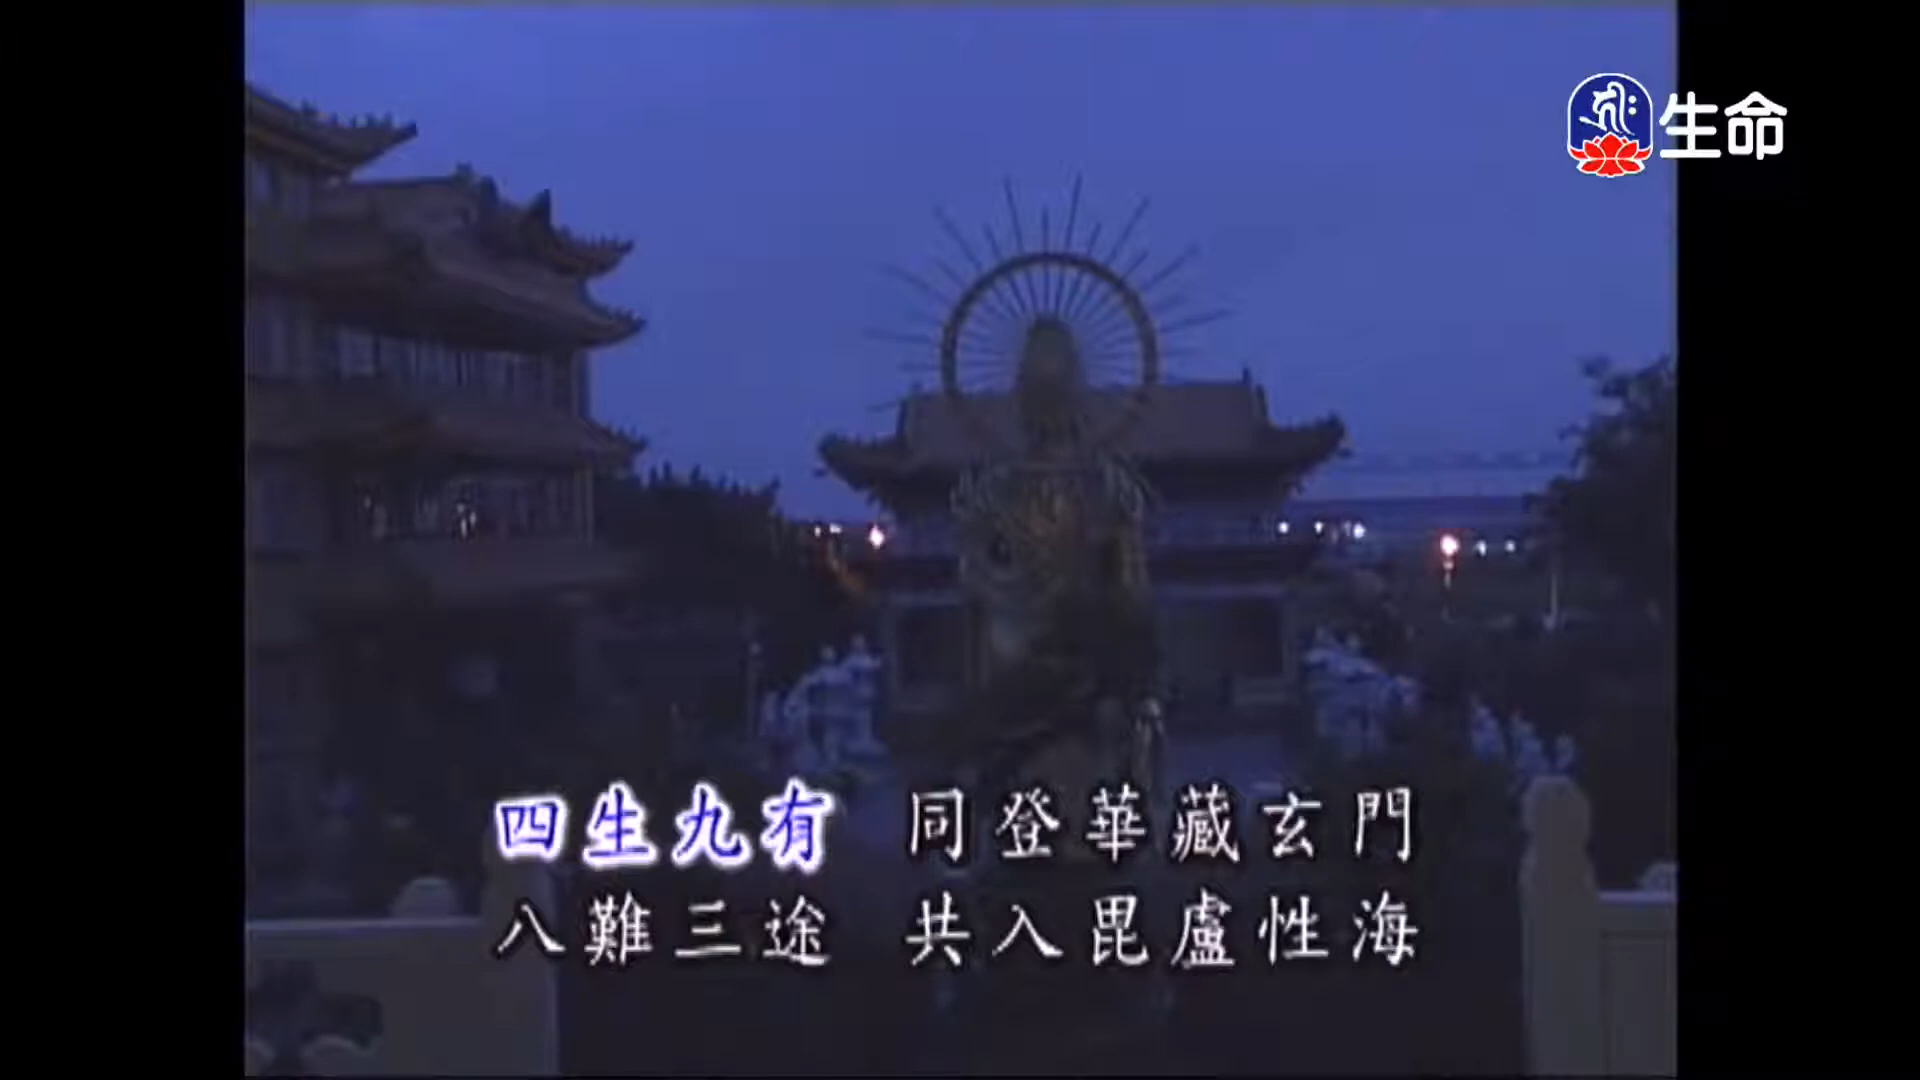 生命
四生九有 同登華藏玄門
八難三途 共入毘盧性海